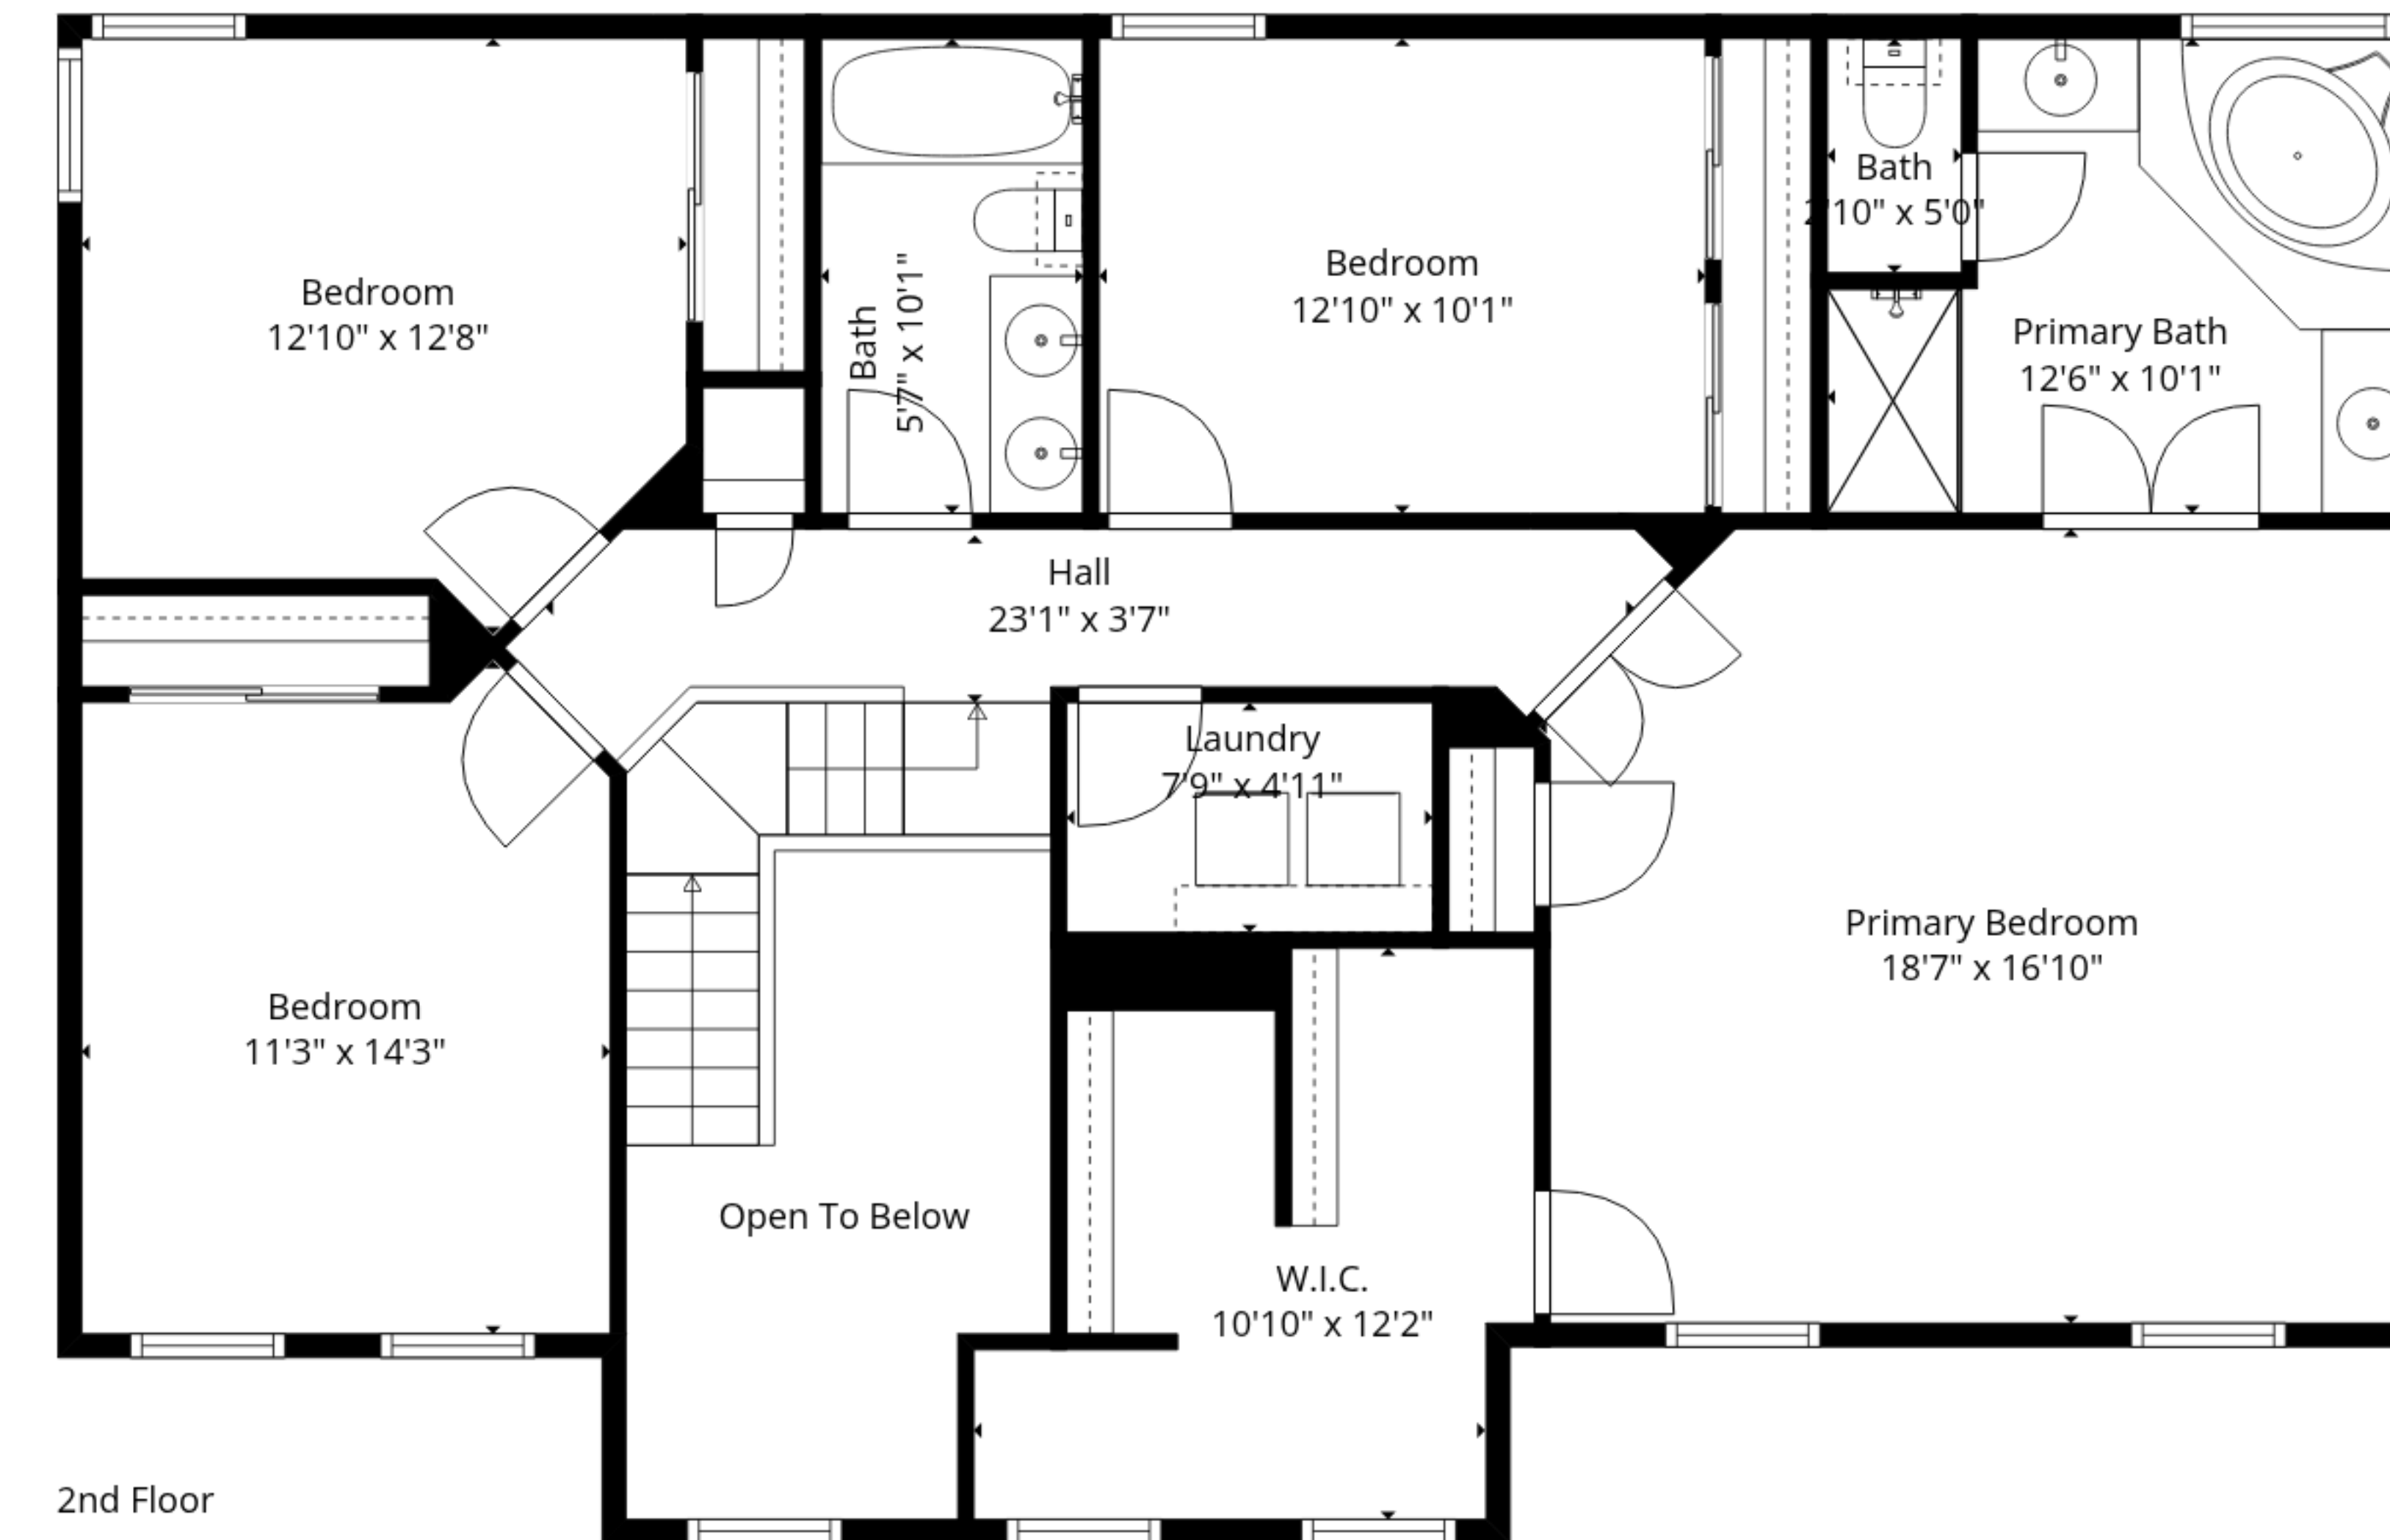 Bedroom
12'10" x 12'8"
Bath
5'7" x 10'1"
Bedroom
12'10" x 10'1"
Bath
2'10" x 5'0"
Primary Bath
12'6" x 10'1"
Hall
23'1" x 3'7"
Laundry
7'9" x 4'11"
Primary Bedroom
18'7" x 16'10"
Bedroom
11'3" x 14'3"
Open To Below
W.I.C.
10'10" x 12'2"
2nd Floor